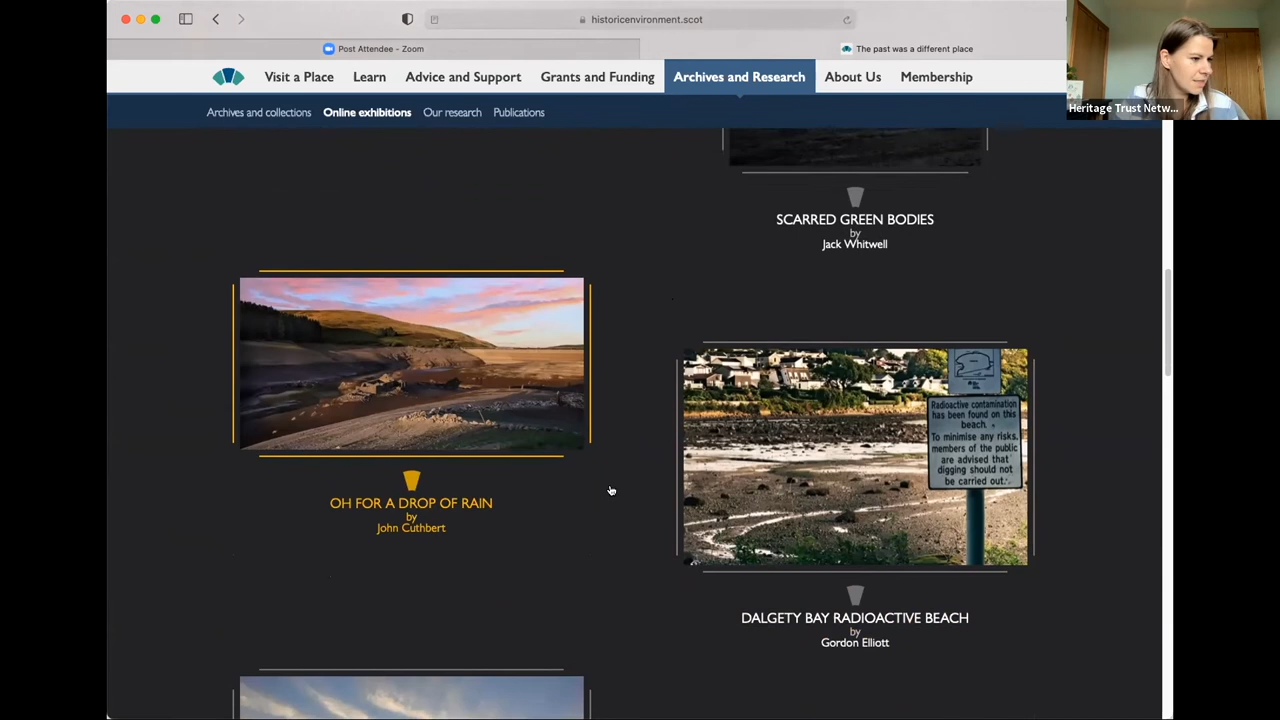 historicenvironment.scot
Post Attendee - Zoom
The past was a different place
Visit a Place
Learn
Advice and Support
Grants and Funding
Archives and Research
About Us
Membership
Heritage Trust Netw...
Archives and collections
Online exhibitions
Our research
Publications
SCARRED GREEN BODIES
by
Jack Whitwell
OH FOR A DROP OF RAIN
by
John Cuthbert
Radioactive contamination
has been found on this
beach.
To minimise any risks,
members of the public
are advised that
digging should not
be carried out.
DALGETY BAY RADIOACTIVE BEACH
by
Gordon Elliott